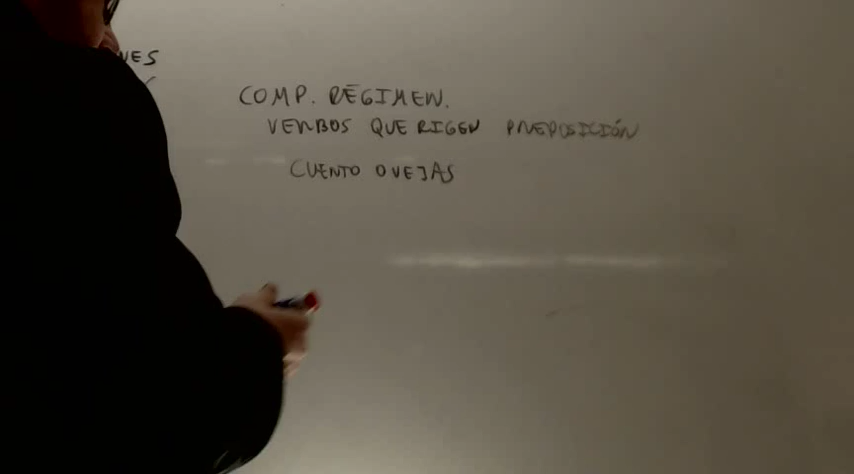 COMP. RÉGIMEN.
VERBOS QUE RIGEN PREPOSICIÓN
CUENTO OVEJAS